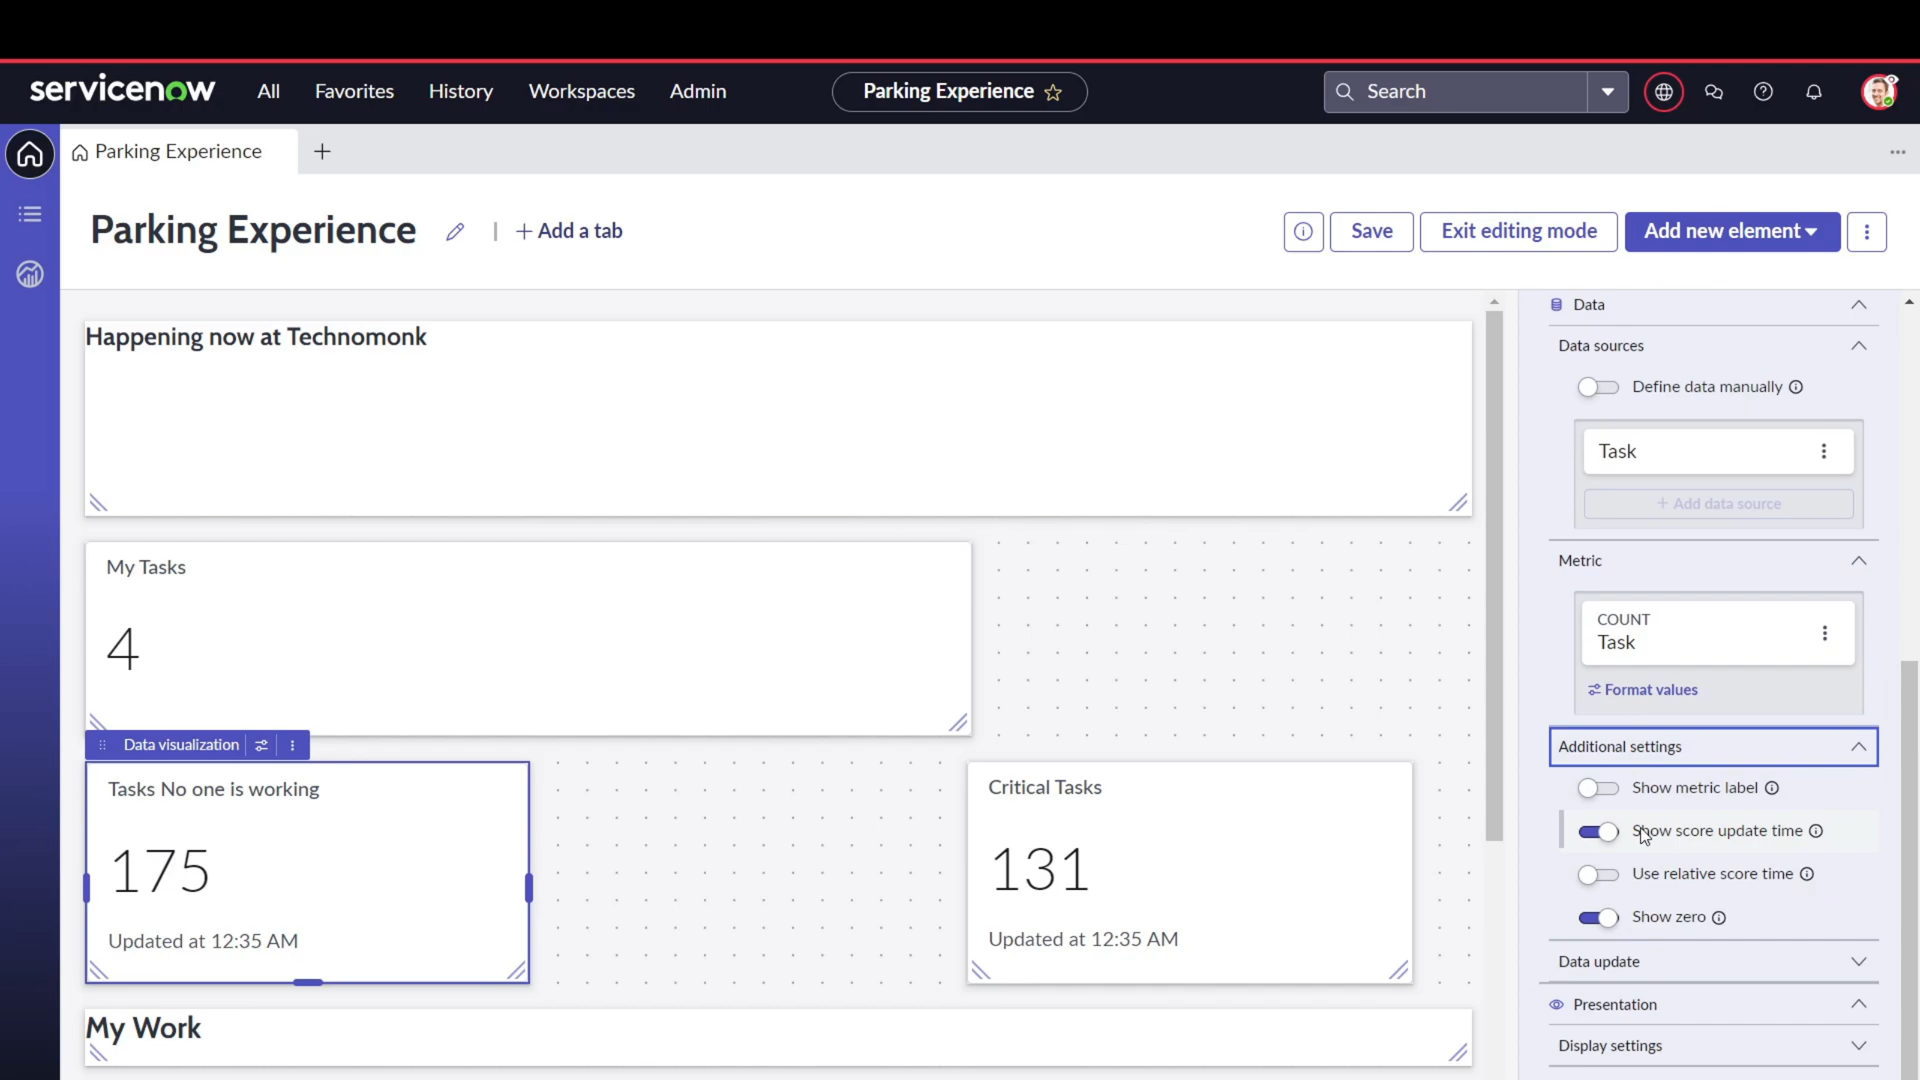 servicenow All Favorites History Workspaces Admin Parking Experience Search
Parking Experience
Parking Experience + Add a tab Save Exit editing mode Add new element
Happening now at Technomonk
My Tasks
4
Data visualization
Tasks No one is working
175
Updated at 12:35 AM
Critical Tasks
131
Updated at 12:35 AM
My Work
Data
Data sources
Define data manually
Task
+ Add data source
Metric
COUNT
Task
Format values
Additional settings
Show metric label
Show score update time
Use relative score time
Show zero
Data update
Presentation
Display settings